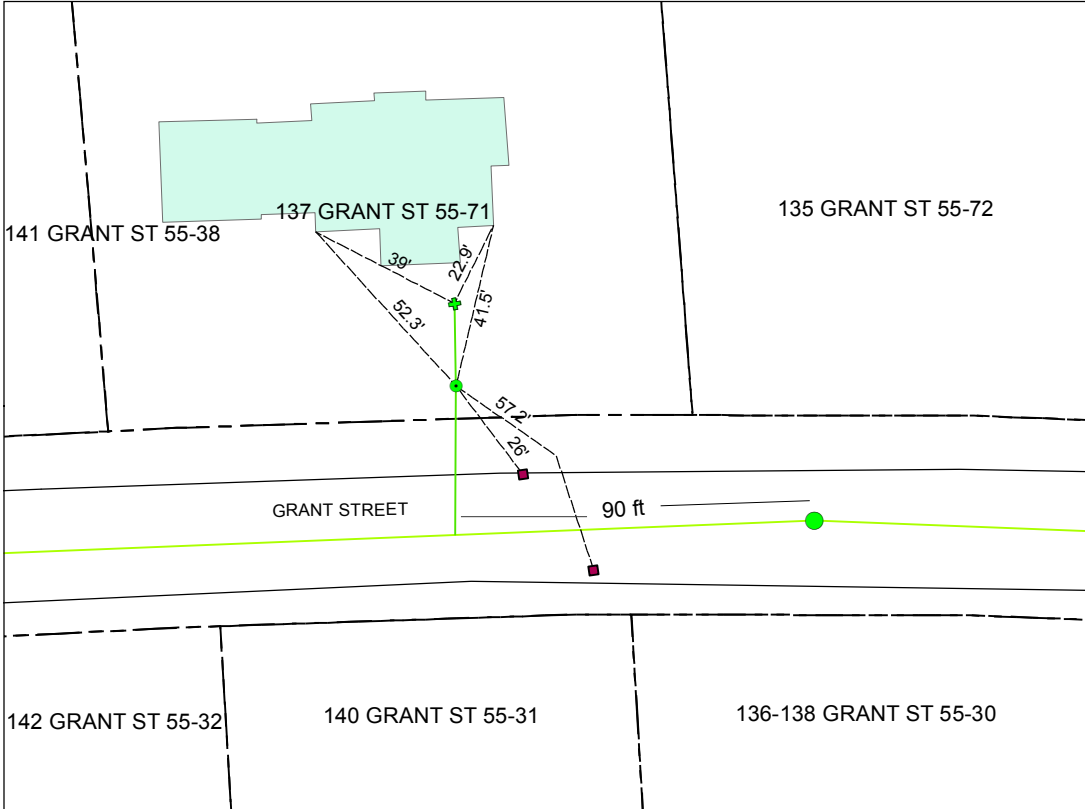 137 GRANT ST 55-71
135 GRANT ST 55-72
141 GRANT ST 55-38
39'
22.9'
52.3'
41.5'
57.2'
26'
GRANT STREET
90 ft
142 GRANT ST 55-32
140 GRANT ST 55-31
136-138 GRANT ST 55-30